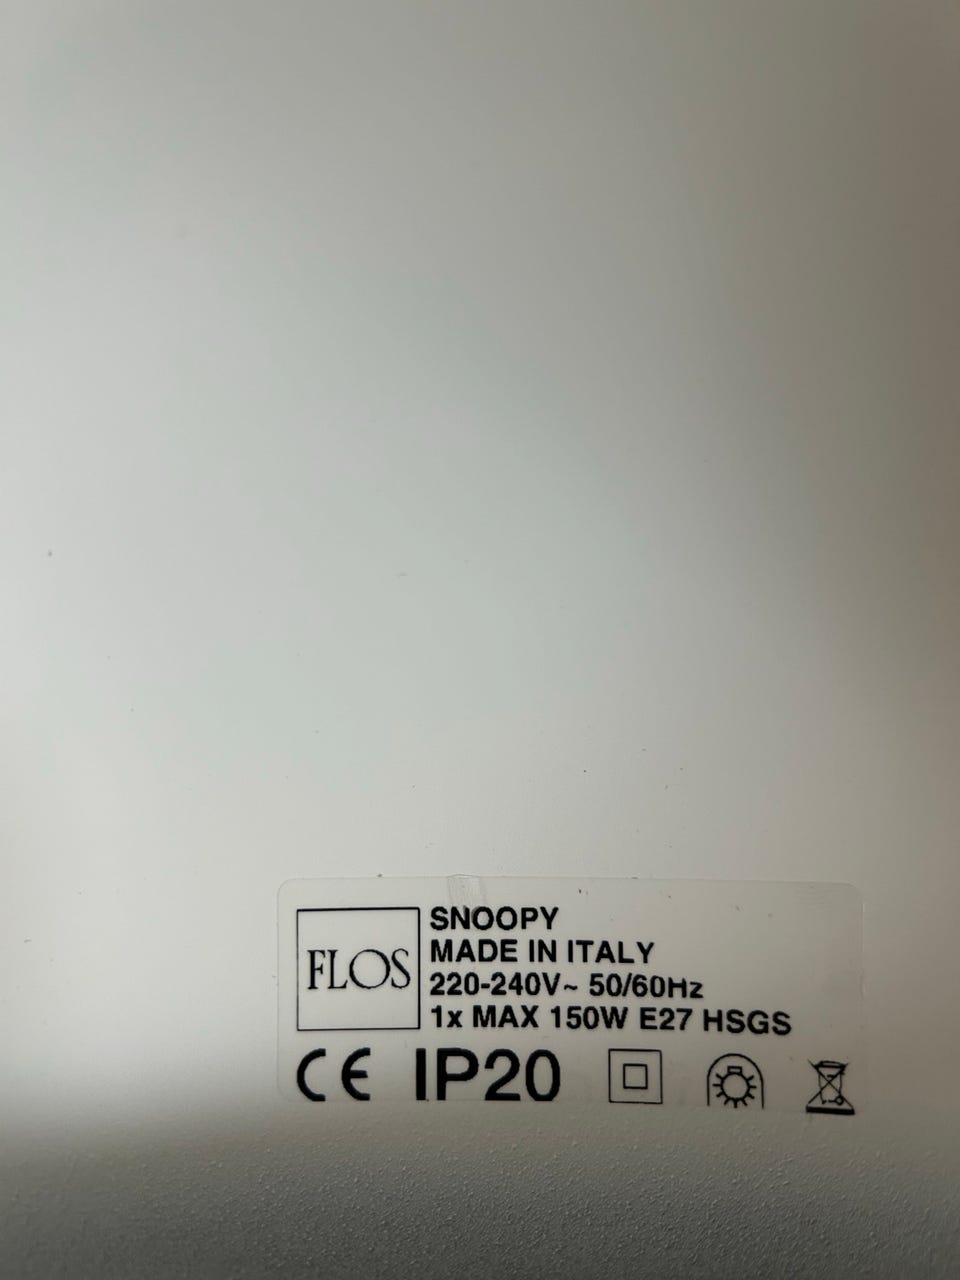 FLOS
SNOOPY
MADE IN ITALY
220-240V~ 50/60Hz
1x MAX 150W E27 HSGS
CE IP20